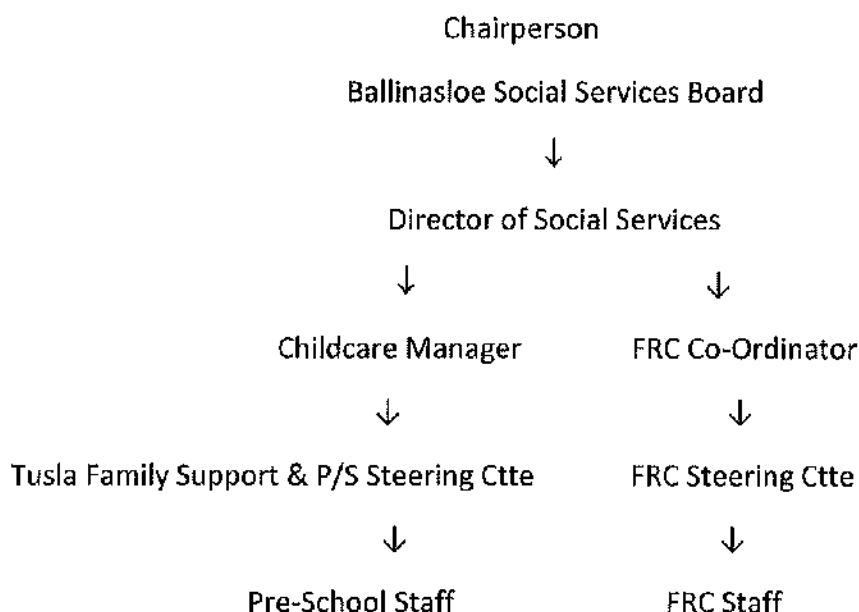 Chairperson
Ballinasloe Social Services Board
↓
Director of Social Services
↓ ↓
Childcare Manager FRC Co-Ordinator
↓ ↓
Tusla Family Support & P/S Steering Ctte FRC Steering Ctte
↓ ↓
Pre-School Staff FRC Staff